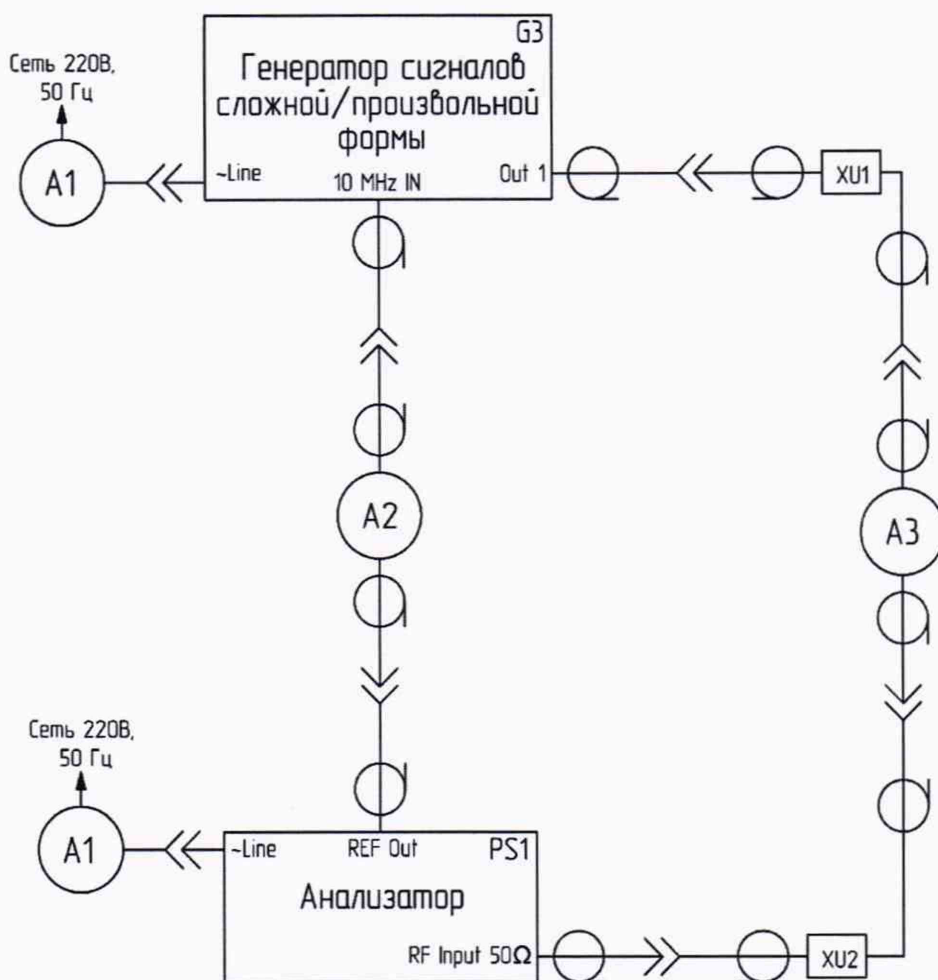 G3
Сеть 220В,
50 Гц
Генератор сигналов
сложной/произвольной
формы
A1
~Line
10 MHz IN
Out 1
XU1
A2
A3
Сеть 220В,
50 Гц
A1
~Line
REF Out
PS1
Анализатор
RF Input 50Ω
XU2